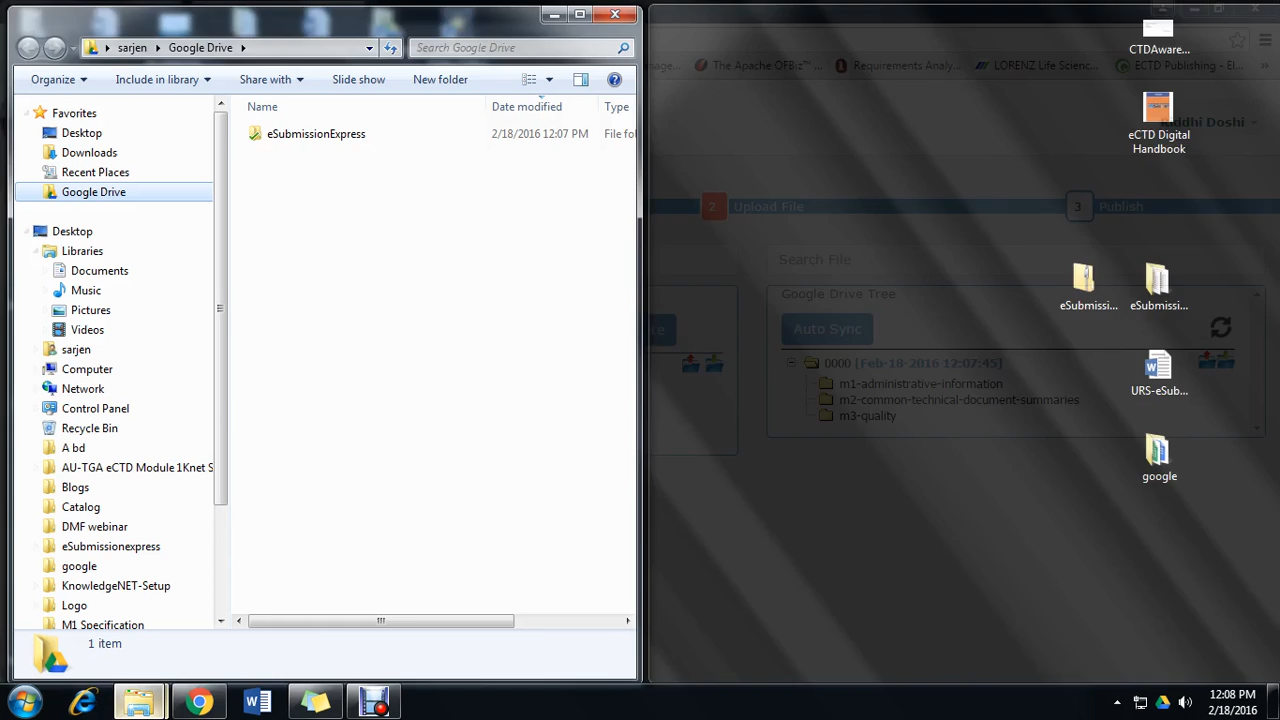 sarjen
Google Drive
Search Google Drive
Organize
Include in library
Share with
Slide show
New folder
Name
Date modified
Type
eSubmissionExpress
2/18/2016 12:07 PM
File fo
Favorites
Desktop
Downloads
Recent Places
Google Drive
Desktop
Libraries
Documents
Music
Pictures
Videos
sarjen
Computer
Network
Control Panel
Recycle Bin
A bd
AU-TGA eCTD Module 1Knet S
Blogs
Catalog
DMF webinar
eSubmissionexpress
google
KnowledgeNET-Setup
Logo
M1 Specification
1 item
CTDAware...
manage...
The Apache OFBiz™...
Requirements Analy...
LORENZ Life Scienc...
ECTD Publishing - El...
eCTD Digital
Handbook
Riddhi Doshi
2 Upload File
3 Publish
Search File
Google Drive Tree
Auto Sync
0000 [Feb-18-2016 12:07:45]
m1-administrative-information
m2-common-technical-document-summaries
m3-quality
eSubmissi...
eSubmissi...
URS-eSub...
google
12:08 PM
2/18/2016